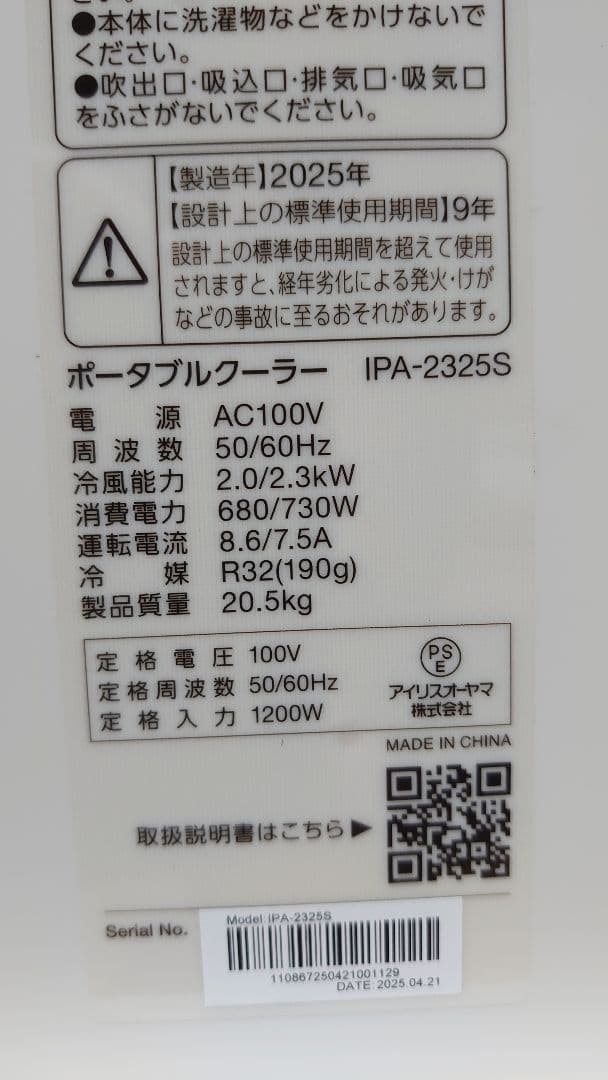 さい。
●本体に洗濯物などをかけないで
ください。
●吹出口・吸込口・排気口・吸気口
をふさがないでください。
【製造年】2025年
【設計上の標準使用期間】9年
設計上の標準使用期間を超えて使用
されますと、経年劣化による発火・けが
などの事故に至るおそれがあります。
ポータブルクーラー IPA-2325S
電源 AC100V
周波数 50/60Hz
冷風能力 2.0/2.3kW
消費電力 680/730W
運転電流 8.6/7.5A
冷媒 R32(190g)
製品質量 20.5kg
定格電圧 100V
定格周波数 50/60Hz
定格入力 1200W
PS
E
アイリスオーヤマ
株式会社
MADE IN CHINA
取扱説明書はこちら▶
Serial No.
Model: IPA-2325S
110867250421001129
DATE: 2025.04.21